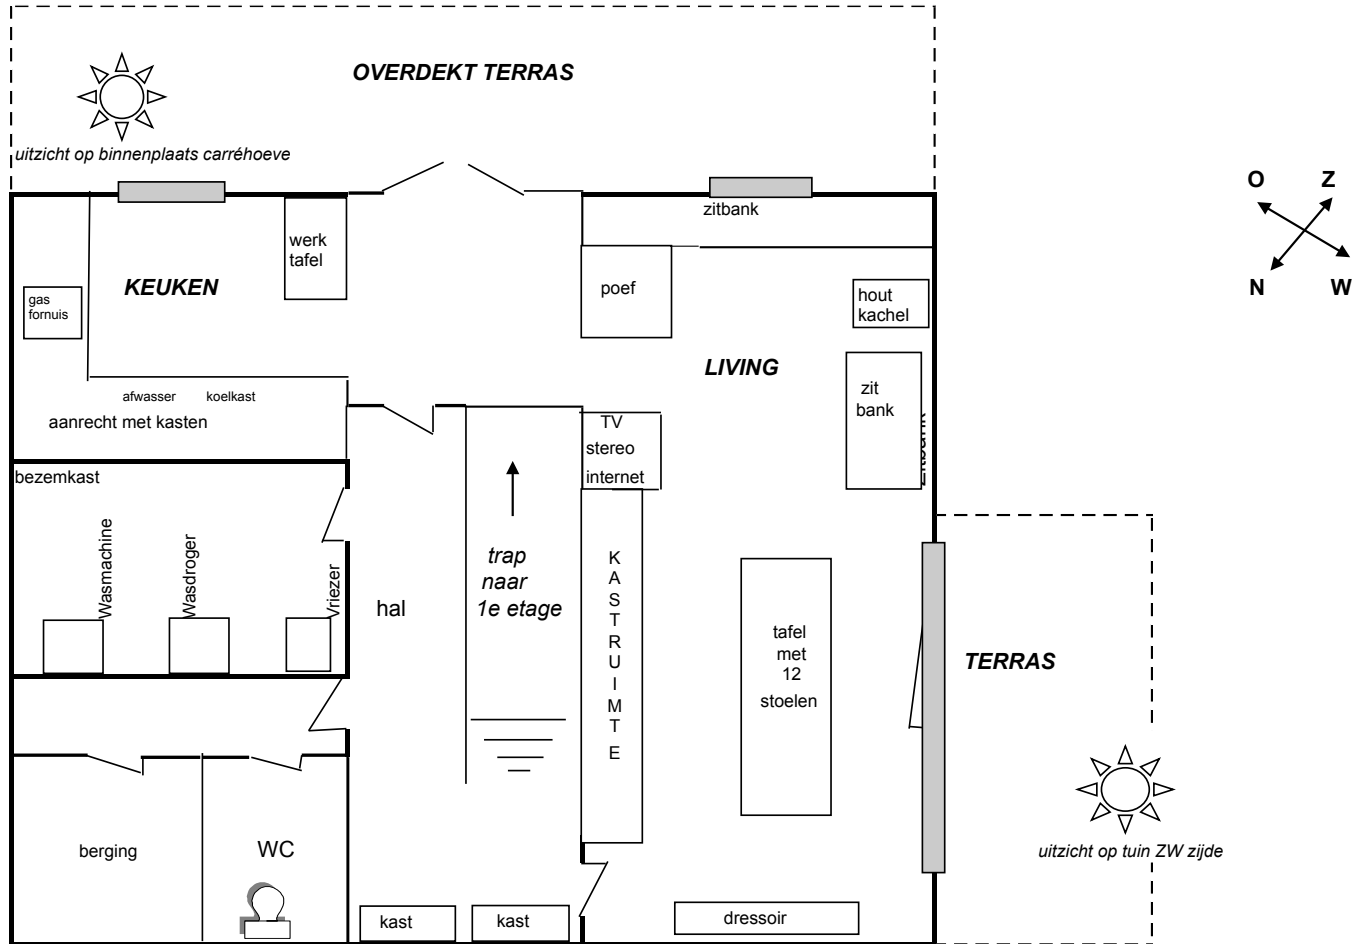 OVERDEKT TERRAS
uitzicht op binnenplaats carréhoeve
O Z
N W
zitbank
werk
tafel
KEUKEN
gas
fornuis
poef
hout
kachel
LIVING
zit
bank
zitbank
afwasser koelkast
aanrecht met kasten
TV
stereo
internet
bezemkast
Wasmachine
Wasdroger
Vriezer
hal
trap
naar
1e etage
K
A
S
T
R
U
I
M
T
E
tafel
met
12
stoelen
TERRAS
uitzicht op tuin ZW zijde
berging
WC
kast
kast
dressoir